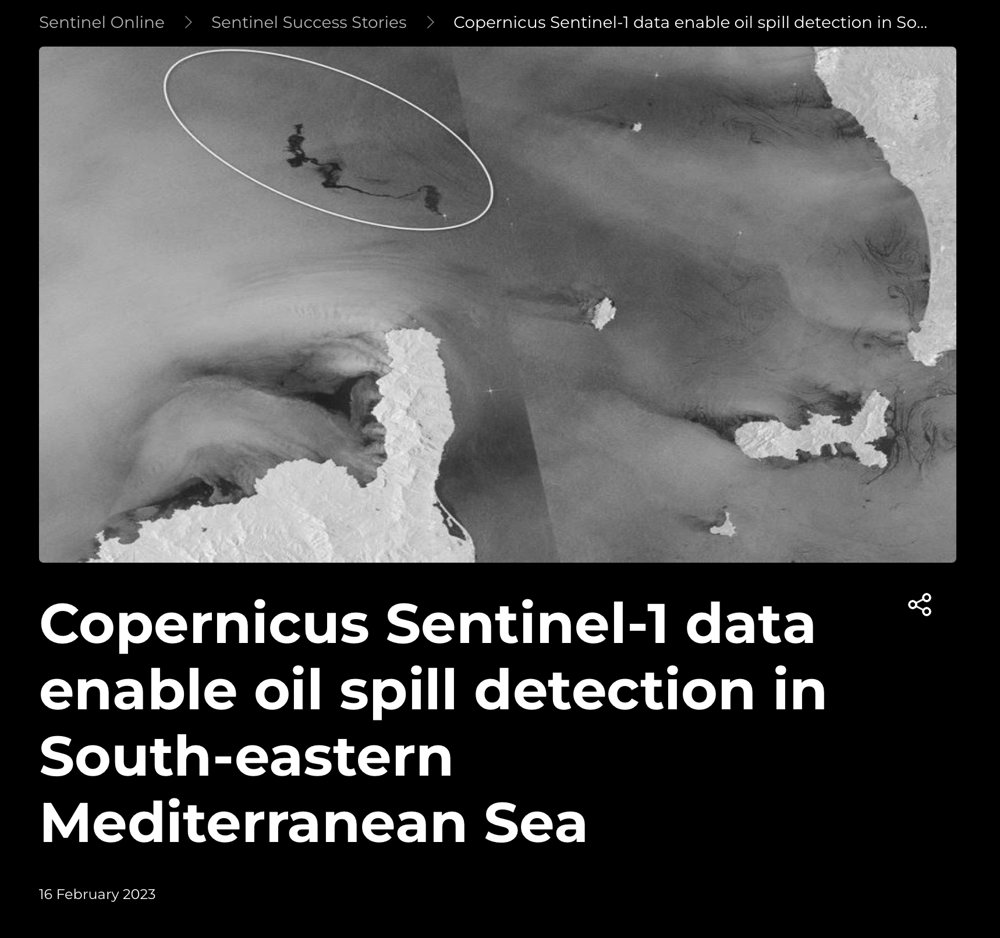 Sentinel Online > Sentinel Success Stories > Copernicus Sentinel-1 data enable oil spill detection in So...
Copernicus Sentinel-1 data
enable oil spill detection in
South-eastern
Mediterranean Sea
16 February 2023